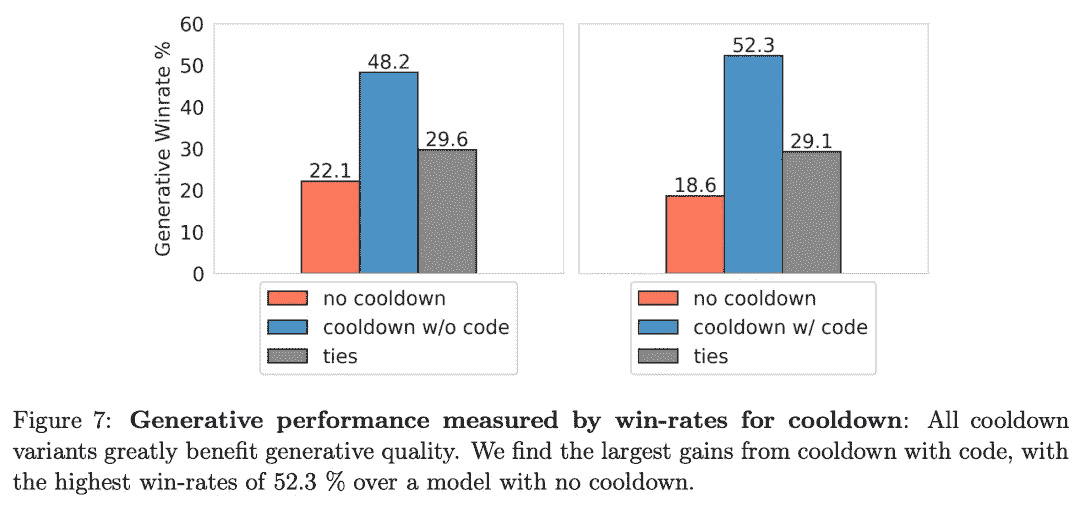 60
50
40
30
20
10
0
Generative Winrate %
22.1
48.2
29.6
18.6
52.3
29.1
no cooldown
cooldown w/o code
ties
no cooldown
cooldown w/ code
ties
Figure 7: Generative performance measured by win-rates for cooldown: All cooldown
variants greatly benefit generative quality. We find the largest gains from cooldown with code, with
the highest win-rates of 52.3 % over a model with no cooldown.